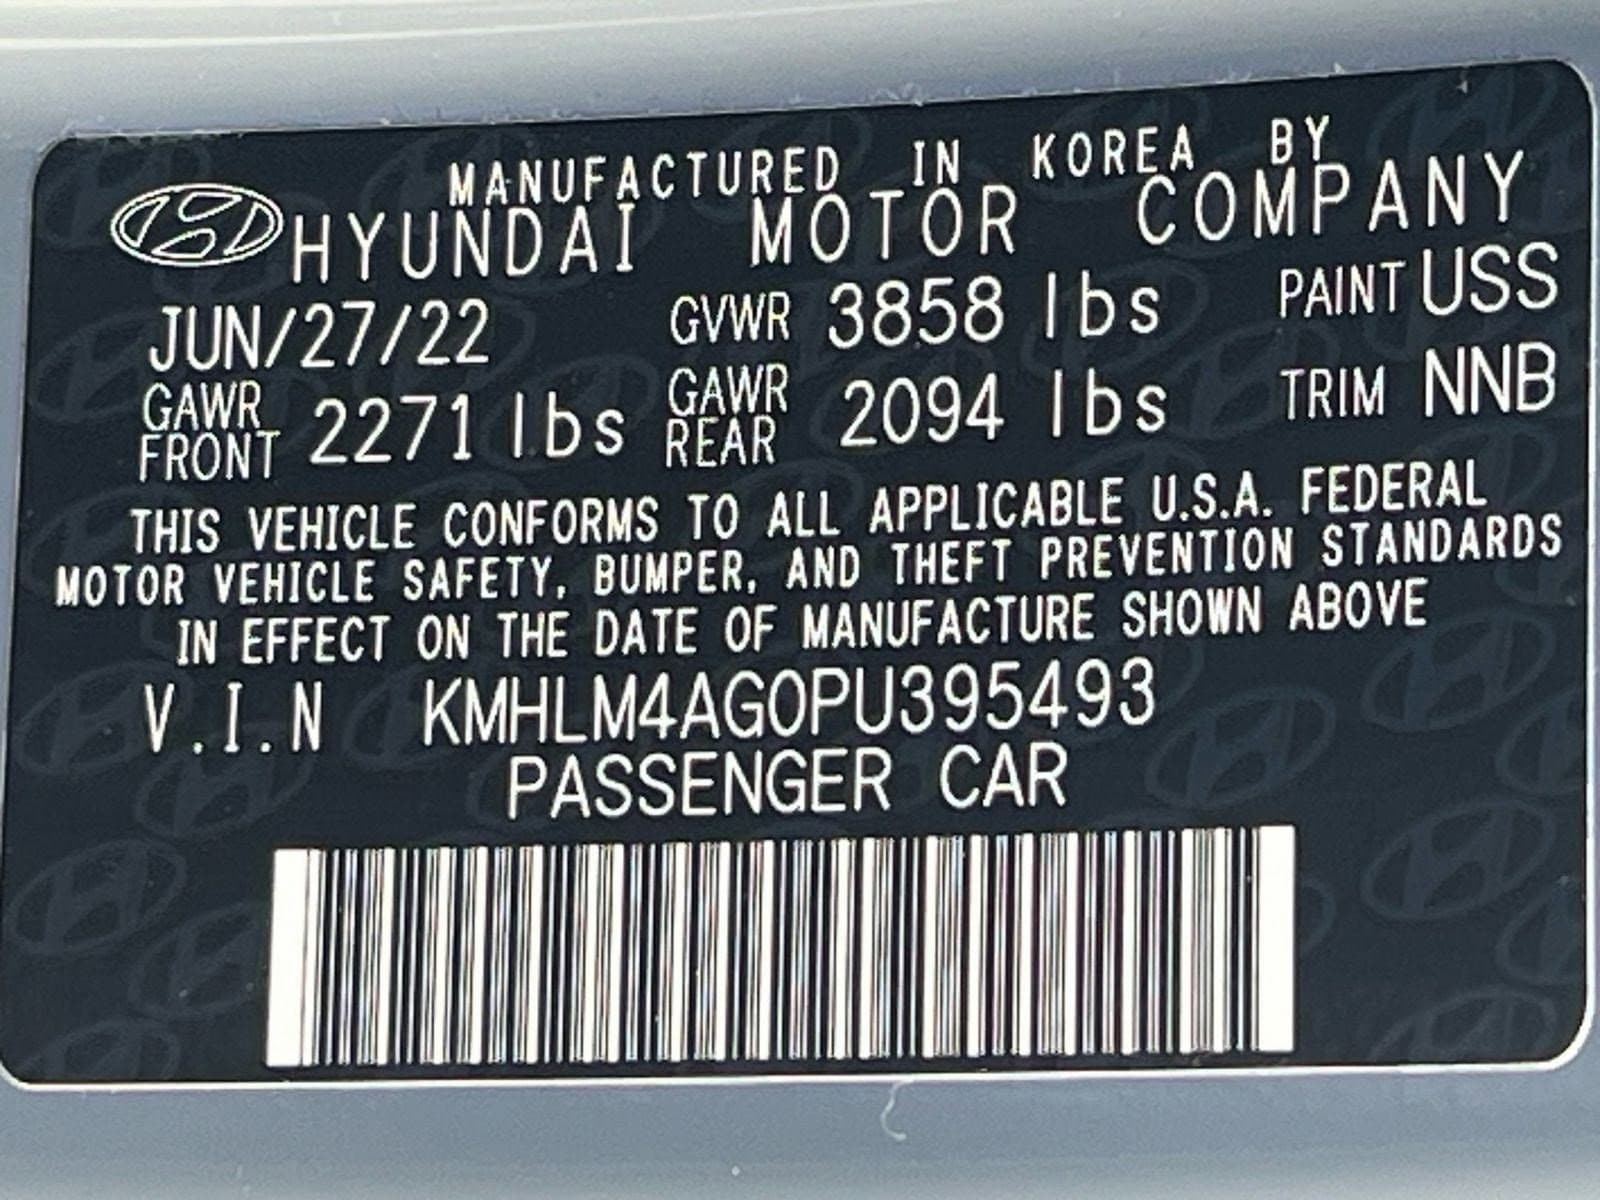 MANUFACTURED IN KOREA BY
HYUNDAI MOTOR COMPANY
JUN/27/22 GVWR 3858 lbs PAINT USS
GAWR FRONT 2271 lbs GAWR REAR 2094 lbs TRIM NNB
THIS VEHICLE CONFORMS TO ALL APPLICABLE U.S.A. FEDERAL
MOTOR VEHICLE SAFETY, BUMPER, AND THEFT PREVENTION STANDARDS
IN EFFECT ON THE DATE OF MANUFACTURE SHOWN ABOVE
V.I.N KMHLM4AG0PU395493
PASSENGER CAR